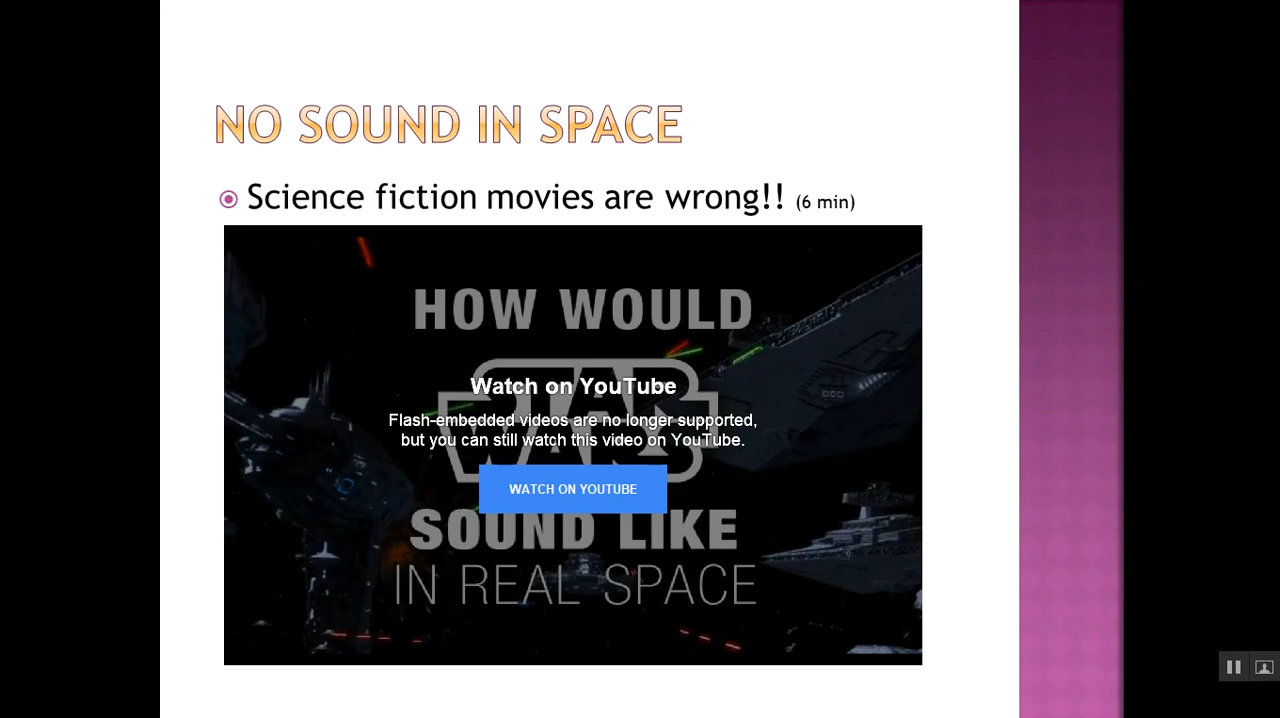 NO SOUND IN SPACE
Science fiction movies are wrong!! (6 min)
HOW WOULD
STAR
WARS
Watch on YouTube
Flash-embedded videos are no longer supported,
but you can still watch this video on YouTube.
WATCH ON YOUTUBE
SOUND LIKE
IN REAL SPACE